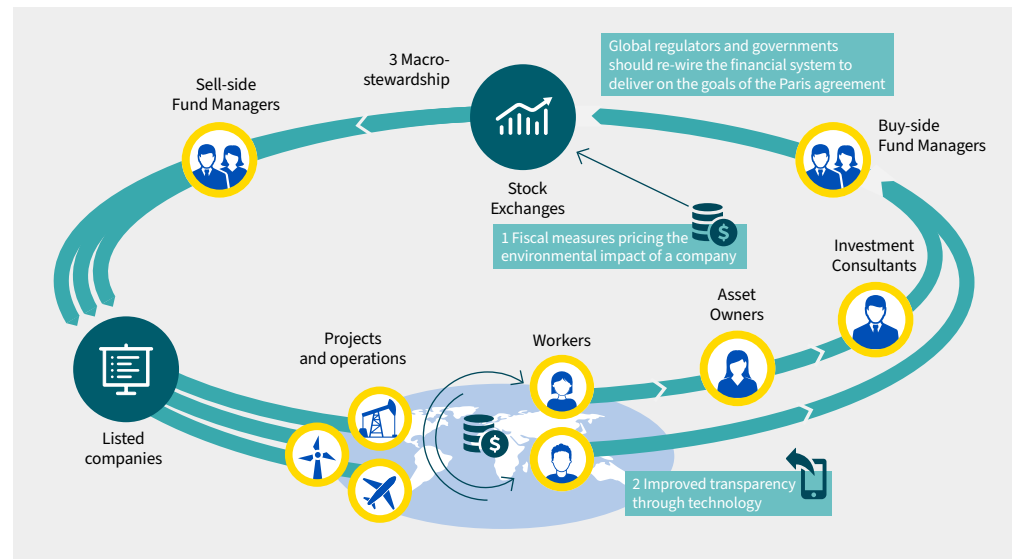 3 Macro-
stewardship
Global regulators and governments
should re-wire the financial system to
deliver on the goals of the Paris agreement
Sell-side
Fund Managers
Buy-side
Fund Managers
Stock
Exchanges
1 Fiscal measures pricing the
environmental impact of a company
$
Investment
Consultants
Asset
Owners
Projects
and operations
Workers
$
Listed
companies
2 Improved transparency
through technology